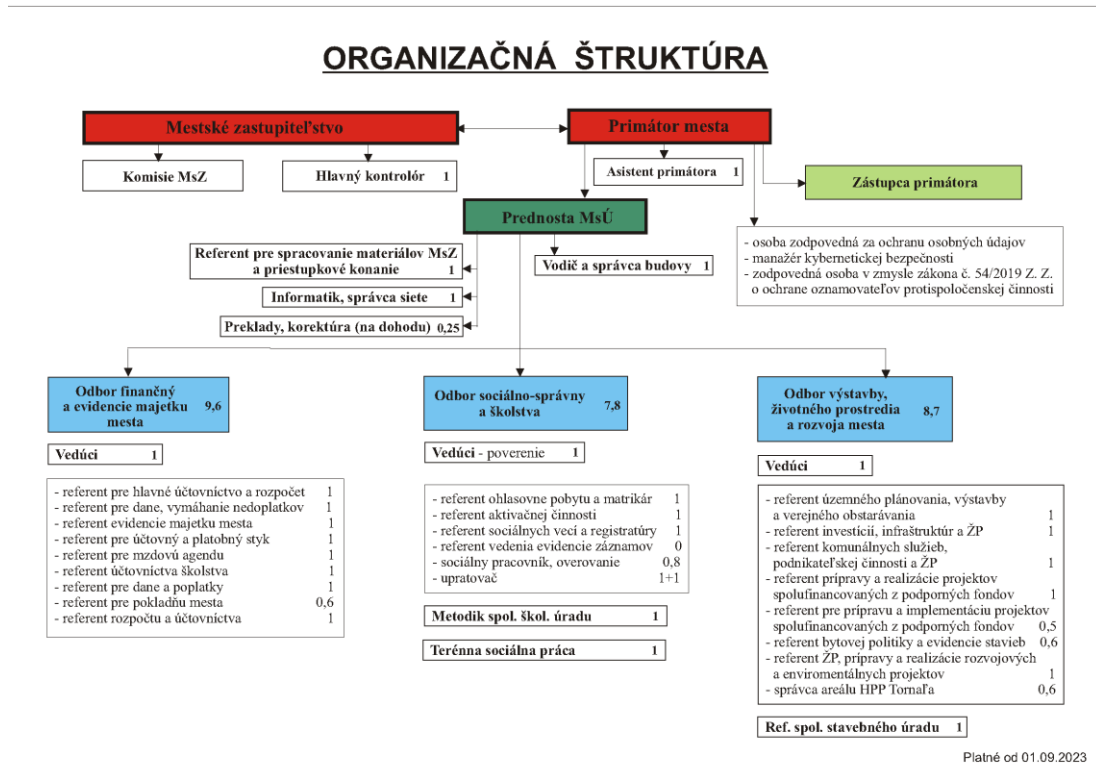 ORGANIZAČNÁ ŠTRUKTÚRA
Mestské zastupiteľstvo
Primátor mesta
Komisie MsZ
Hlavný kontrolór 1
Asistent primátora 1
Zástupca primátora
Prednosta MsÚ
Referent pre spracovanie materiálov MsZ
a priestupkové konanie 1
Vodič a správca budovy 1
Informatik, správca siete 1
Preklady, korektúra (na dohodu) 0,25
- osoba zodpovedná za ochranu osobných údajov
- manažér kybernetickej bezpečnosti
- zodpovedná osoba v zmysle zákona č. 54/2019 Z. Z.
o ochrane oznamovateľov protispoločenskej činnosti
Odbor finančný
a evidencie majetku 9,6
mesta
Vedúci 1
- referent pre hlavné účtovníctvo a rozpočet 1
- referent pre dane, vymáhanie nedoplatkov 1
- referent evidencie majetku mesta 1
- referent pre účtovný a platobný styk 1
- referent pre mzdovú agendu 1
- referent účtovníctva školstva 1
- referent pre dane a poplatky 1
- referent pre pokladňu mesta 0,6
- referent rozpočtu a účtovníctva 1
Odbor sociálno-správny
a školstva 7,8
Vedúci - poverenie 1
- referent ohlasovne pobytu a matrikár 1
- referent aktivačnej činnosti 1
- referent sociálnych vecí a registratúry 1
- referent vedenia evidencie záznamov 0
- sociálny pracovník, overovanie 0,8
- upratovač 1+1
Metodik spol. škol. úradu 1
Terénna sociálna práca 1
Odbor výstavby,
životného prostredia 8,7
a rozvoja mesta
Vedúci 1
- referent územného plánovania, výstavby
a verejného obstarávania 1
- referent investícií, infraštruktúr a ŽP 1
- referent komunálnych služieb,
podnikateľskej činnosti a ŽP 1
- referent prípravy a realizácie projektov
spolufinancovaných z podporných fondov 1
- referent pre prípravu a implementáciu projektov
spolufinancovaných z podporných fondov 0,5
- referent bytovej politiky a evidencie stavieb 0,6
- referent ŽP, prípravy a realizácie rozvojových
a enviromentálnych projektov 1
- správca areálu HPP Tornaľa 0,6
Ref. spol. stavebného úradu 1
Platné od 01.09.2023